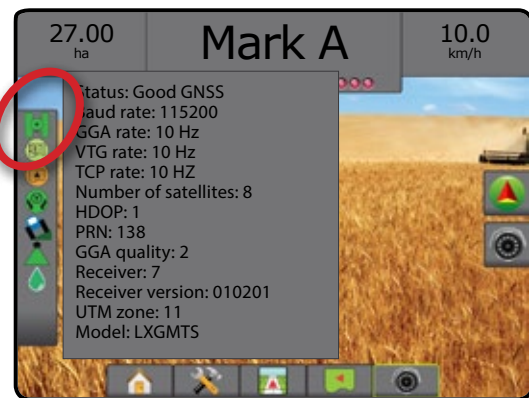 27.00
ha
Mark A
10.0
km/h
Status: Good GNSS
Baud rate: 115200
GGA rate: 10 Hz
VTG rate: 10 Hz
TCP rate: 10 HZ
Number of satellites: 8
HDOP: 1
PRN: 138
GGA quality: 2
Receiver: 7
Receiver version: 010201
UTM zone: 11
Model: LXGMTS